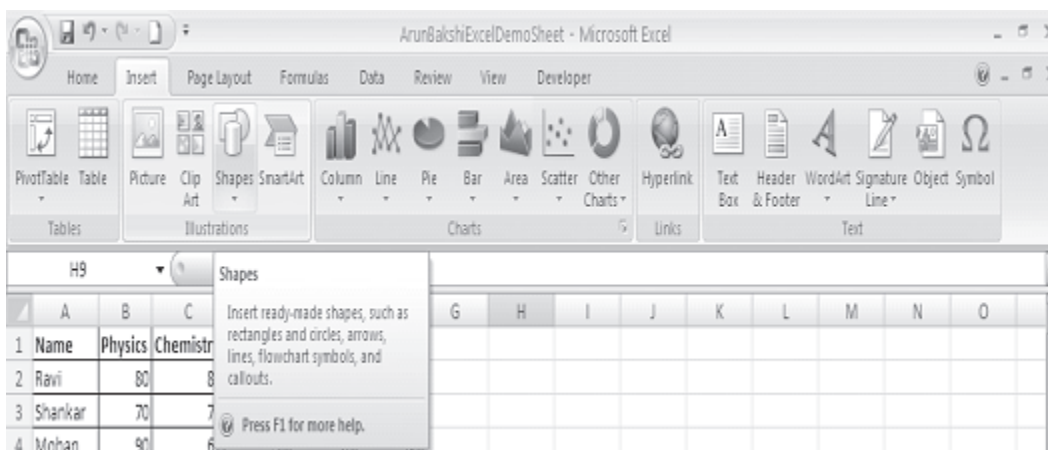 ArunBakshiExcelDemoSheet - Microsoft Excel
Home Insert Page Layout Formulas Data Review View Developer
PivotTable Table Picture Clip Art Shapes SmartArt Column Line Pie Bar Area Scatter Other Charts Hyperlink Text Box Header & Footer WordArt Signature Line Object Symbol
Tables Illustrations Charts Links Text
H9
Shapes
Insert ready-made shapes, such as
rectangles and circles, arrows,
lines, flowchart symbols, and
callouts.
Press F1 for more help.
A B C G H I J K L M N O
1 Name Physics Chemistr
2 Ravi 80 8
3 Shankar 70 7
4 Mohan 90 6